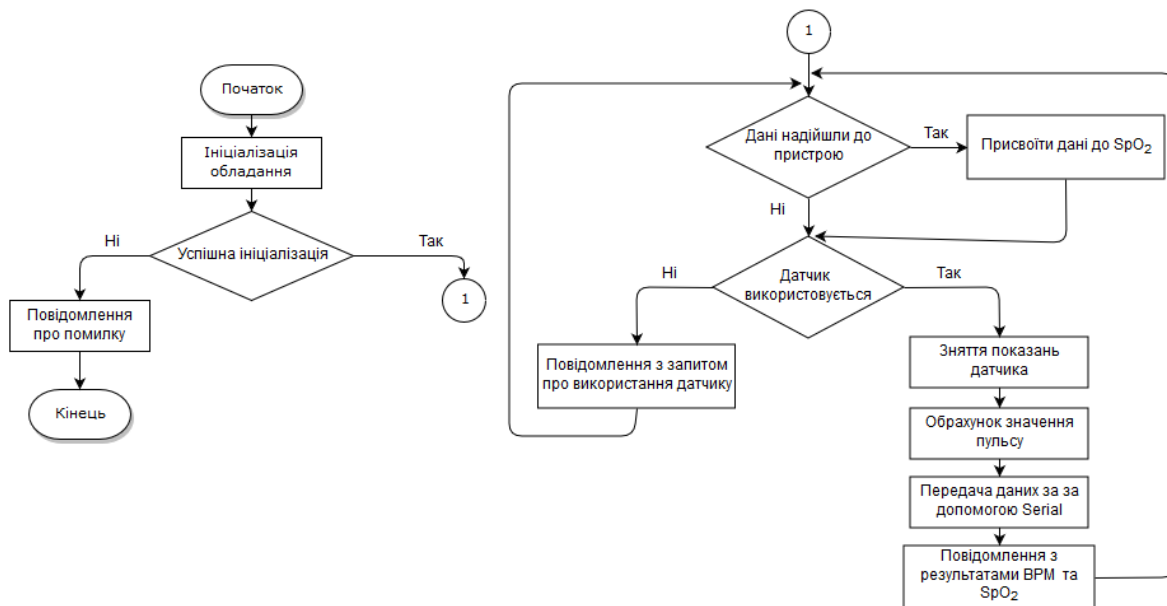 Початок
Ініціалізація
обладання
Успішна ініціалізація
Ні
Так
1
Повідомлення
про помилку
Кінець
1
Дані надійшли до
пристрою
Так
Присвоїти дані до SpO₂
Ні
Датчик
використовується
Ні
Так
Повідомлення з запитом
про використання датчику
Зняття показань
датчика
Обрахунок значення
пульсу
Передача даних за за
допомогою Serial
Повідомлення з
результатами BPM та
SpO₂